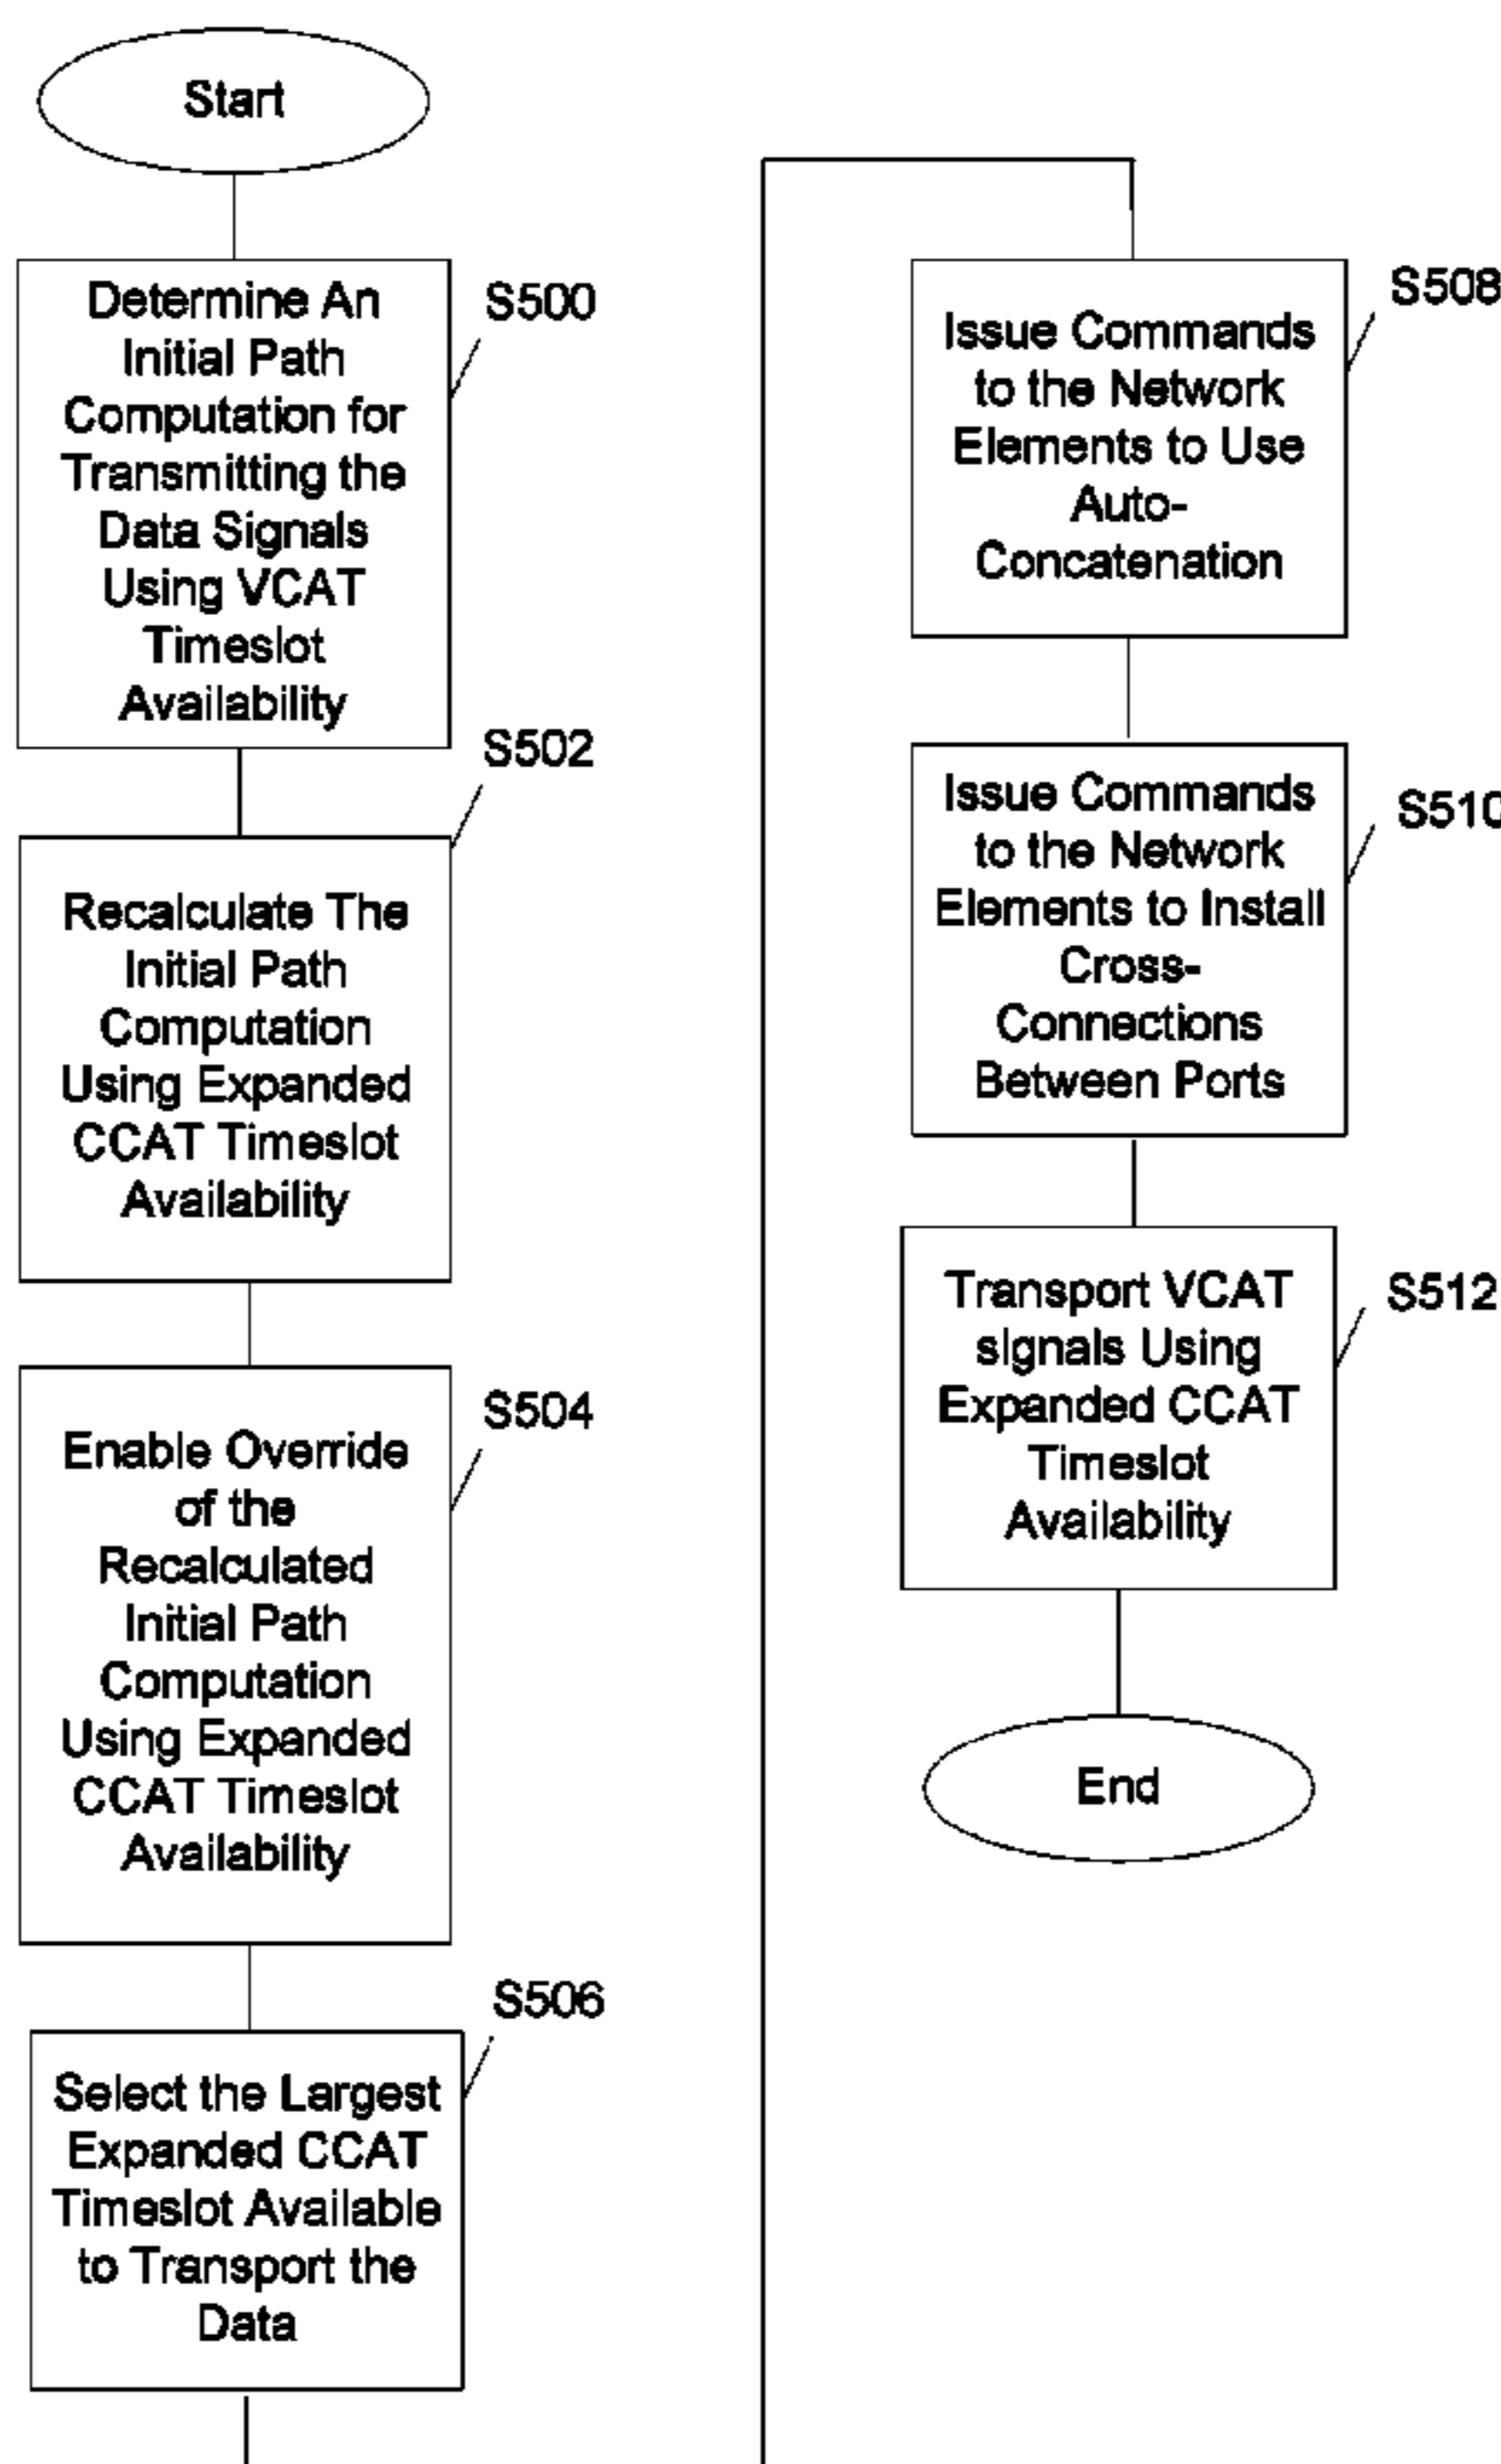 Start
Determine An
Initial Path
Computation for
Transmitting the
Data Signals
Using VCAT
Timeslot
Availability
S500
Recalculate The
Initial Path
Computation
Using Expanded
CCAT Timeslot
Availability
S502
Enable Override
of the
Recalculated
Initial Path
Computation
Using Expanded
CCAT Timeslot
Availability
S504
Select the Largest
Expanded CCAT
Timeslot Available
to Transport the
Data
S506
Issue Commands
to the Network
Elements to Use
Auto-
Concatenation
S508
Issue Commands
to the Network
Elements to Install
Cross-
Connections
Between Ports
S510
Transport VCAT
signals Using
Expanded CCAT
Timeslot
Availability
S512
End